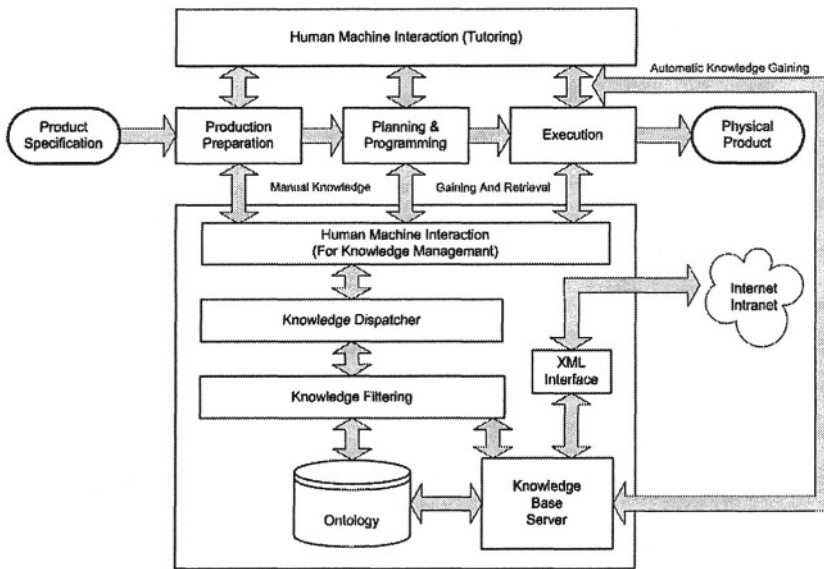 Human Machine Interaction (Tutoring)
Automatic Knowledge Gaining
Product
Specification
Production
Preparation
Planning &
Programming
Execution
Physical
Product
Manual Knowledge
Gaining And Retrieval
Human Machine Interaction
(For Knowledge Management)
Knowledge Dispatcher
Internet
Intranet
XML
Interface
Knowledge Filtering
Ontology
Knowledge
Base
Server